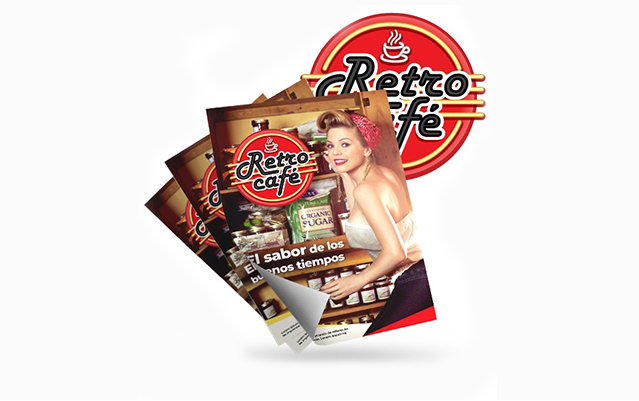 Retro
café
Retro
café
ORGANIC
SUGAR
El sabor de los
buenos tiempos